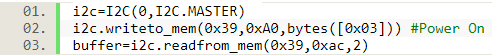 01. i2c=I2C(0,I2C.MASTER)
02. i2c.writeto_mem(0x39,0xA0,bytes([0x03])) #Power On
03. buffer=i2c.readfrom_mem(0x39,0xac,2)